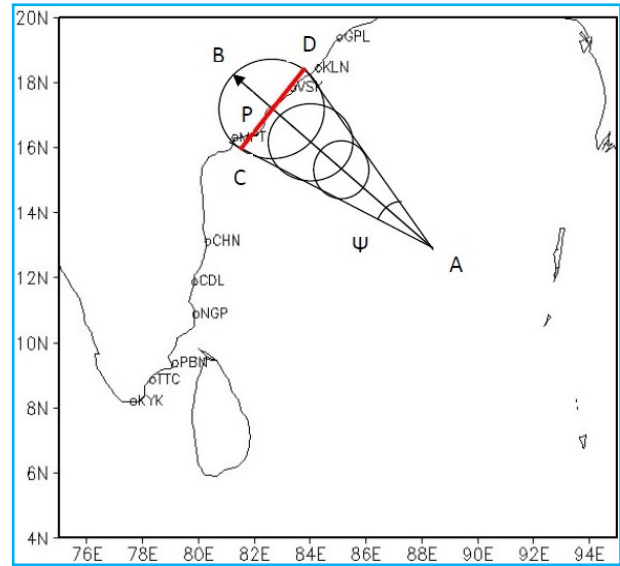 20N
18N
16N
14N
12N
10N
8N
6N
4N
76E 78E 80E 82E 84E 86E 88E 90E 92E 94E
GPL
D
B
KLN
VSK
P
MPT
C
CHN
Ψ
A
CDL
NGP
PBN
TTC
KYK